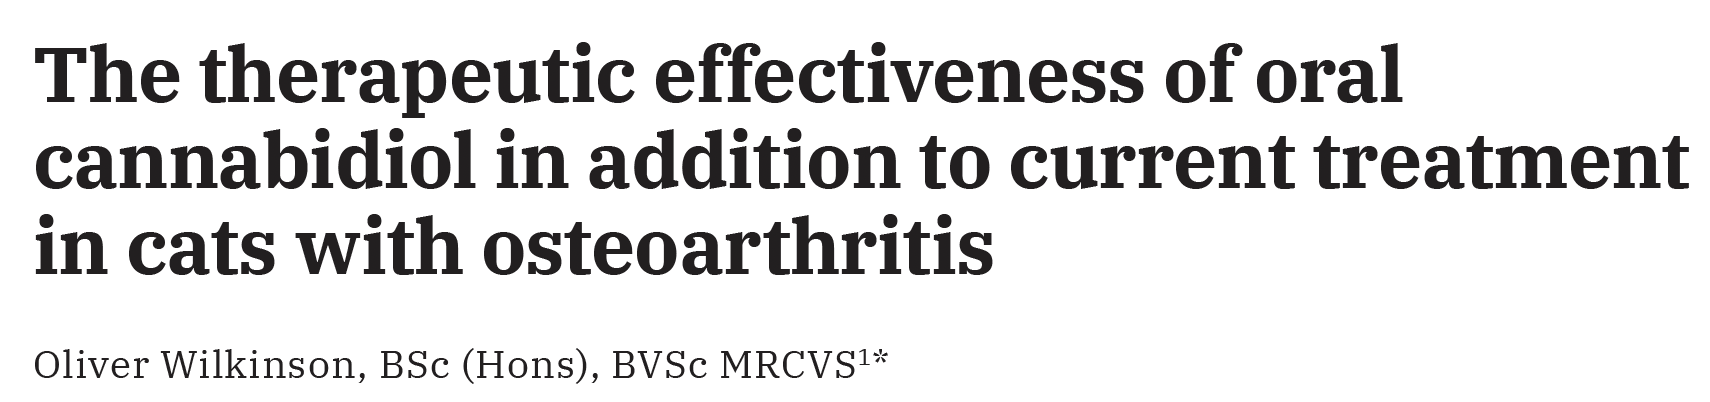 The therapeutic effectiveness of oral
cannabidiol in addition to current treatment
in cats with osteoarthritis
Oliver Wilkinson, BSc (Hons), BVSc MRCVS¹*